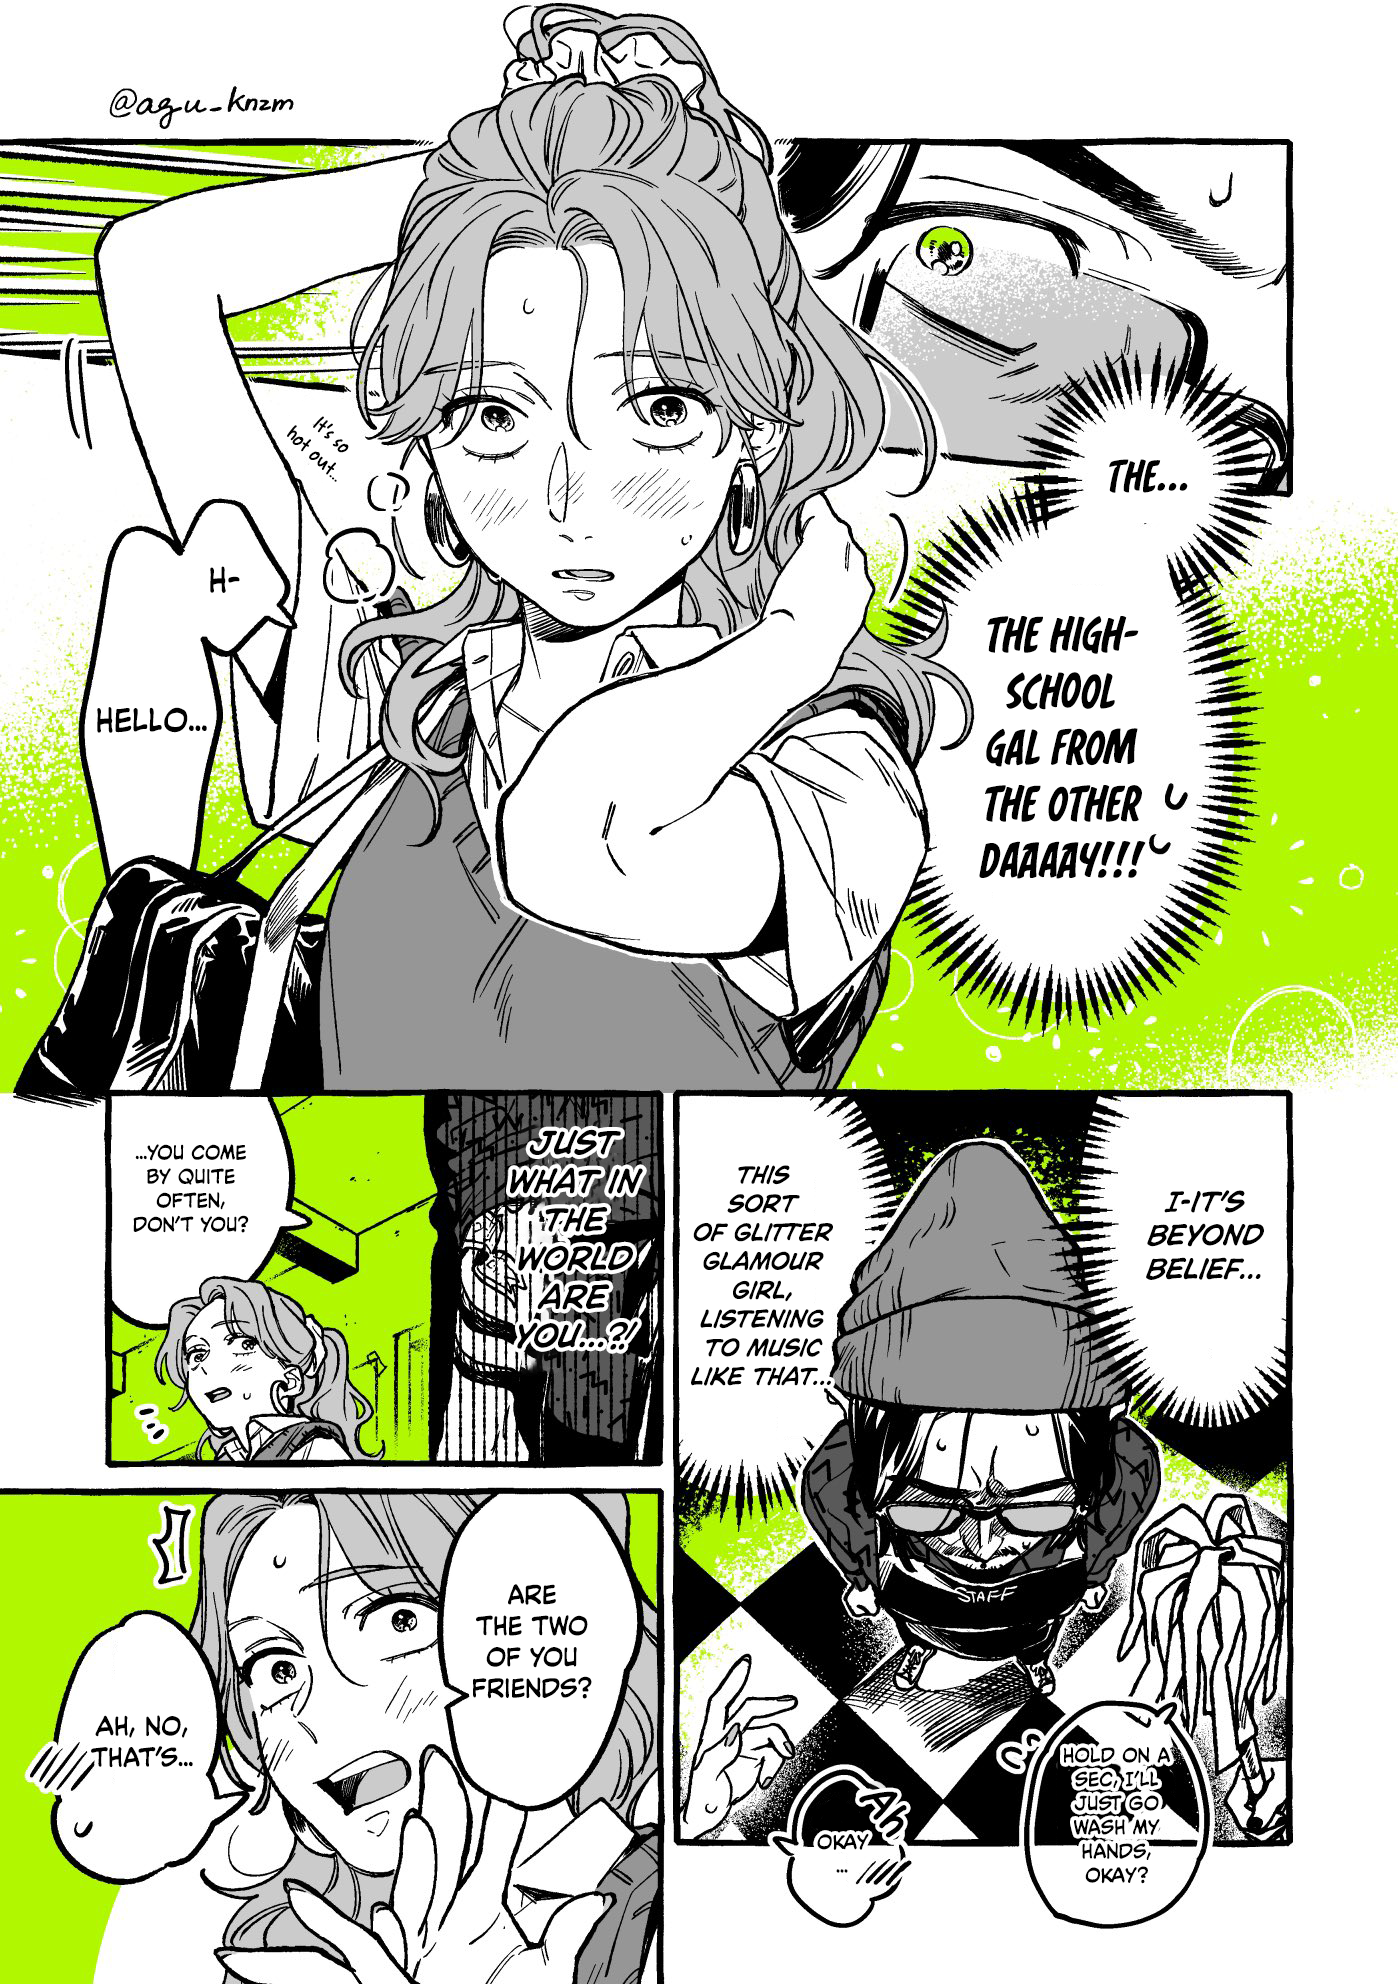 @agu_knzm
THE...
THE HIGH-
SCHOOL
GAL FROM
THE OTHER
DAAAAY!!!
It's so
hot out...
H-
HELLO...
I-IT'S
BEYOND
BELIEF...
THIS
SORT
OF GLITTER
GLAMOUR
GIRL,
LISTENING
TO MUSIC
LIKE THAT...
STAFF
HOLD ON A
SEC, I'LL
JUST GO
WASH MY
HANDS,
OKAY?
Ah
OKAY
...
JUST
WHAT IN
THE
WORLD
ARE
YOU...?!
...YOU COME
BY QUITE
OFTEN,
DON'T YOU?
ARE
THE TWO
OF YOU
FRIENDS?
AH, NO,
THAT'S...